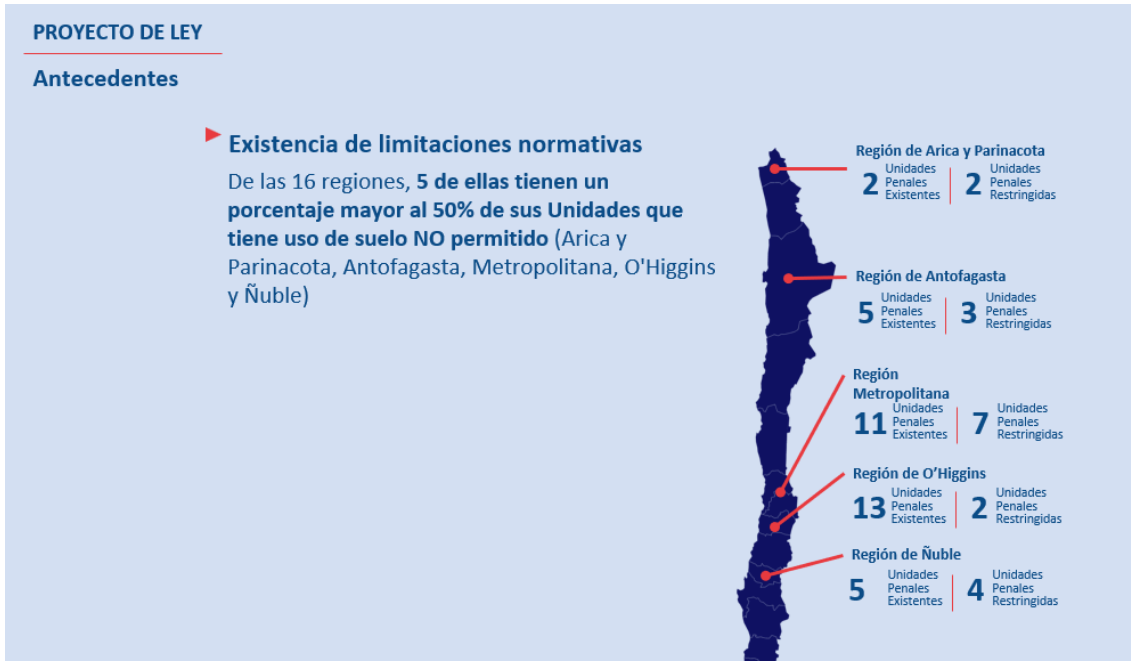 PROYECTO DE LEY
Antecedentes
Existencia de limitaciones normativas
De las 16 regiones, 5 de ellas tienen un
porcentaje mayor al 50% de sus Unidades que
tiene uso de suelo NO permitido (Arica y
Parinacota, Antofagasta, Metropolitana, O'Higgins
y Ñuble)
Región de Arica y Parinacota
2 Unidades Penales Existentes
2 Unidades Penales Restringidas
Región de Antofagasta
5 Unidades Penales Existentes
3 Unidades Penales Restringidas
Región
Metropolitana
11 Unidades Penales Existentes
7 Unidades Penales Restringidas
Región de O’Higgins
13 Unidades Penales Existentes
2 Unidades Penales Restringidas
Región de Ñuble
5 Unidades Penales Existentes
4 Unidades Penales Restringidas